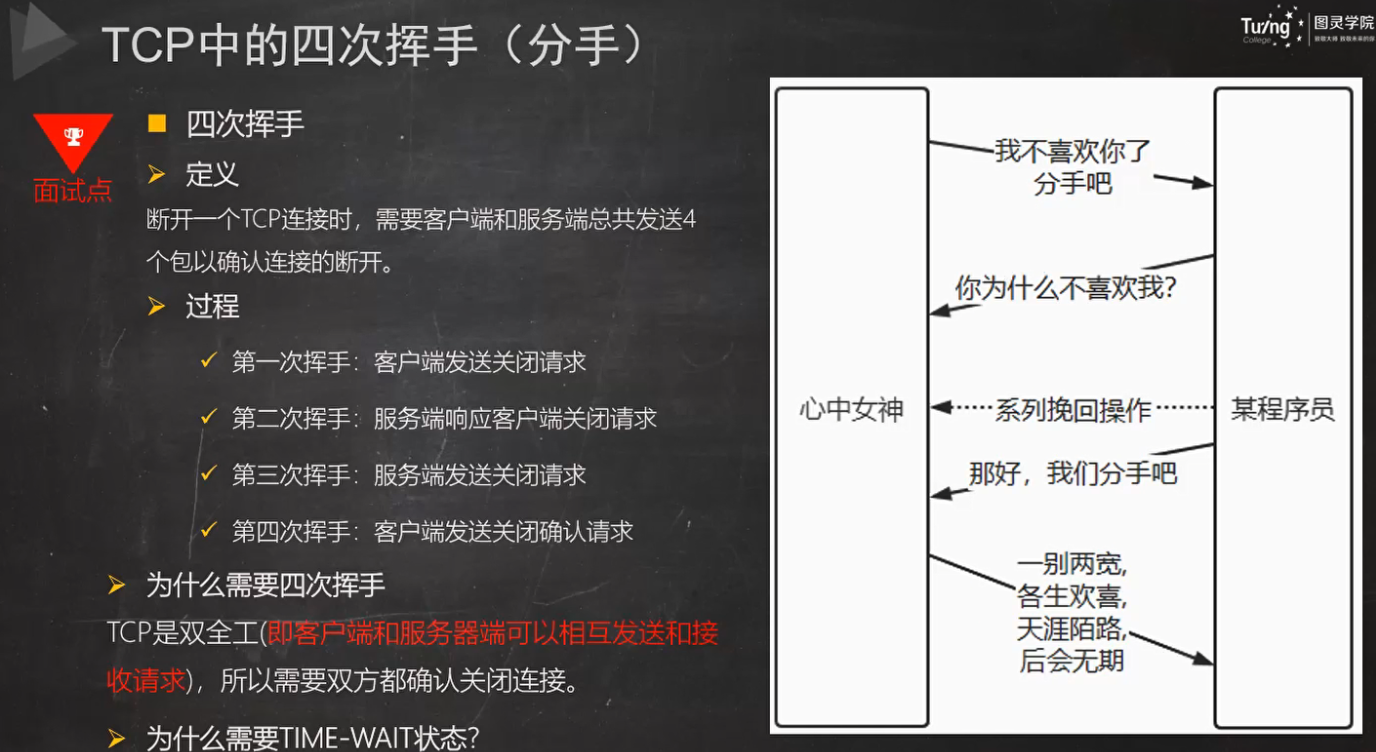 TCP中的四次挥手（分手）
Turing
College
图灵学院
面试点
四次挥手
定义
断开一个TCP连接时，需要客户端和服务端总共发送4
个包以确认连接的断开。
过程
第一次挥手：客户端发送关闭请求
第二次挥手：服务端响应客户端关闭请求
第三次挥手：服务端发送关闭请求
第四次挥手：客户端发送关闭确认请求
为什么需要四次挥手
TCP是双全工(即客户端和服务器端可以相互发送和接
收请求)，所以需要双方都确认关闭连接。
为什么需要TIME-WAIT状态?
心中女神
我不喜欢你了
分手吧
你为什么不喜欢我?
系列挽回操作
那好，我们分手吧
一别两宽,
各生欢喜,
天涯陌路,
后会无期
某程序员